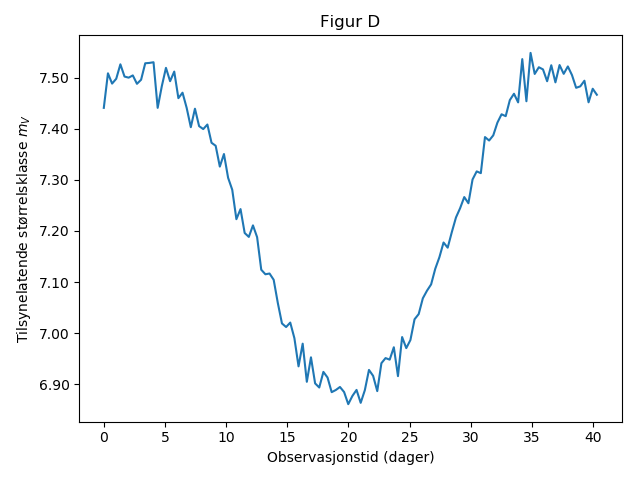 Figur D
Tilsynelatende størrelsklasse $m_V$
7.50
7.40
7.30
7.20
7.10
7.00
6.90
0 5 10 15 20 25 30 35 40
Observasjonstid (dager)